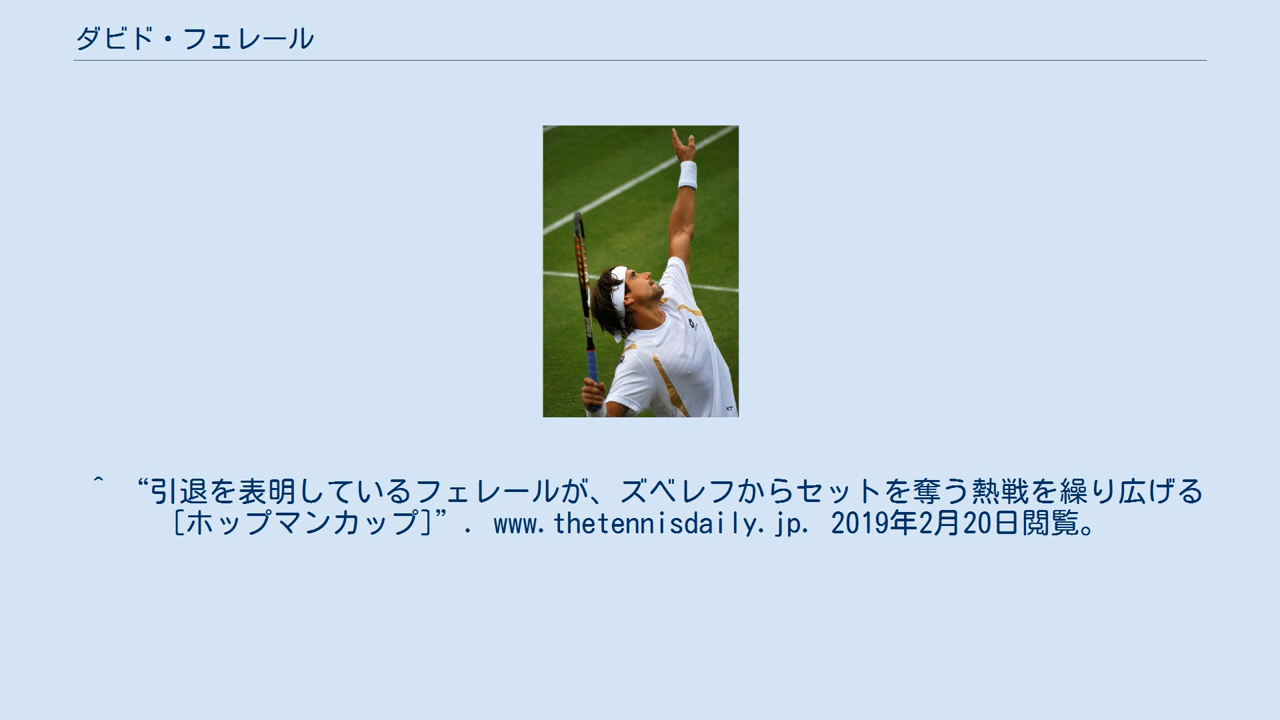 ダビド・フェレール
KT
^ “引退を表明しているフェレールが、ズベレフからセットを奪う熱戦を繰り広げる
[ホップマンカップ]”. www.thetennisdaily.jp. 2019年2月20日閲覧。